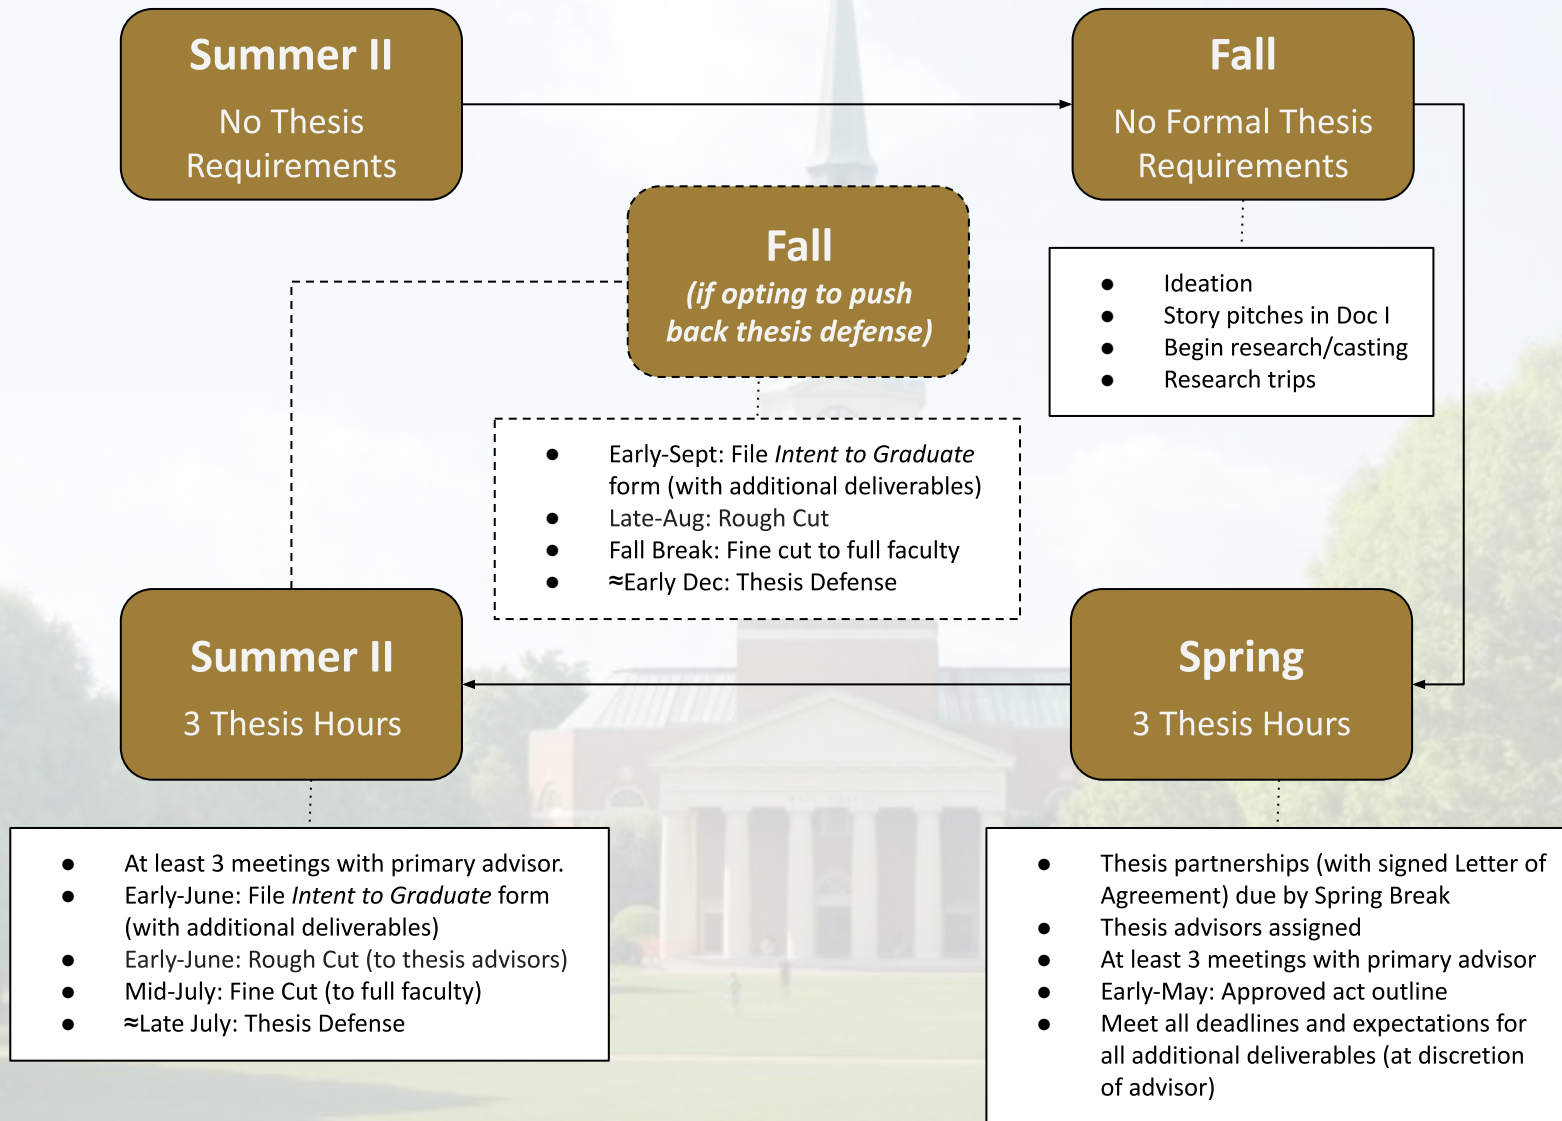 Summer II
No Thesis
Requirements
Fall
No Formal Thesis
Requirements
● Ideation
● Story pitches in Doc I
● Begin research/casting
● Research trips
Fall
(if opting to push
back thesis defense)
● Early-Sept: File Intent to Graduate
form (with additional deliverables)
● Late-Aug: Rough Cut
● Fall Break: Fine cut to full faculty
● ≈Early Dec: Thesis Defense
Summer II
3 Thesis Hours
● At least 3 meetings with primary advisor.
● Early-June: File Intent to Graduate form
(with additional deliverables)
● Early-June: Rough Cut (to thesis advisors)
● Mid-July: Fine Cut (to full faculty)
● ≈Late July: Thesis Defense
Spring
3 Thesis Hours
● Thesis partnerships (with signed Letter of
Agreement) due by Spring Break
● Thesis advisors assigned
● At least 3 meetings with primary advisor
● Early-May: Approved act outline
● Meet all deadlines and expectations for
all additional deliverables (at discretion
of advisor)